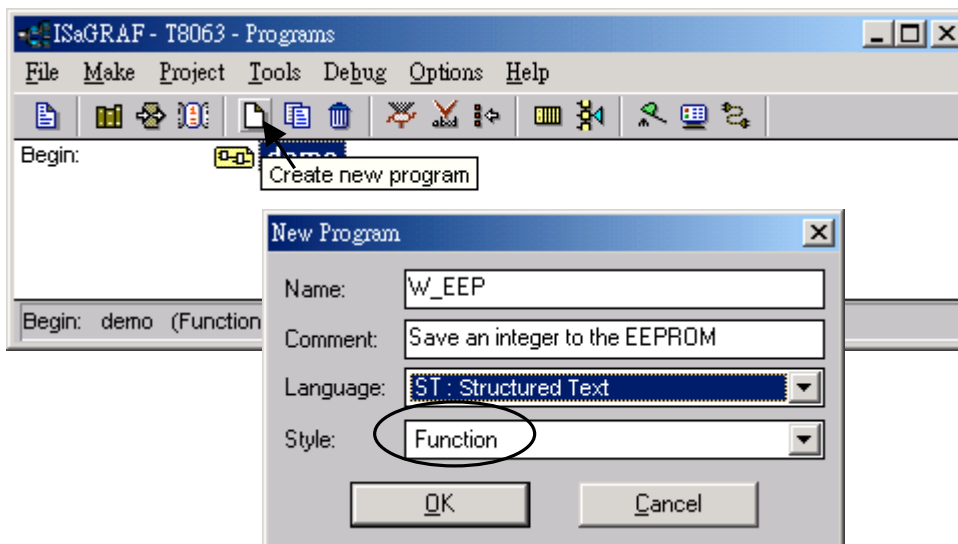 ISaGRAF - T8063 - Programs
File Make Project Tools Debug Options Help
Begin: demo
Create new program
New Program
Name: W_EEP
Comment: Save an integer to the EEPROM
Language: ST : Structured Text
Style: Function
OK Cancel
Begin: demo (Function